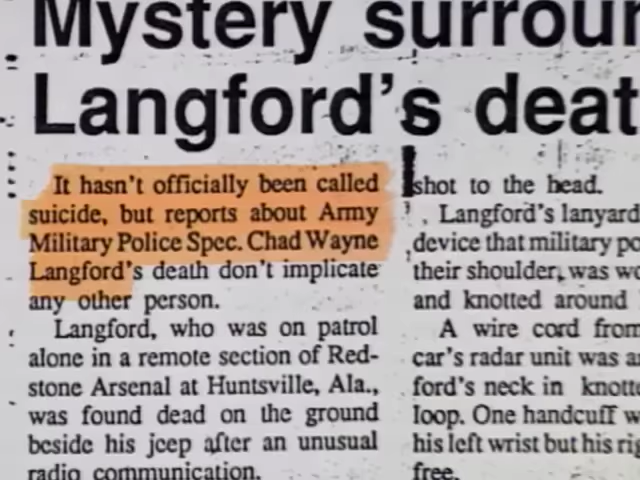 Mystery surrou
Langford's deat
It hasn't officially been called
suicide, but reports about Army
Military Police Spec. Chad Wayne
Langford's death don't implicate
any other person.
Langford, who was on patrol
alone in a remote section of Red-
stone Arsenal at Huntsville, Ala.,
was found dead on the ground
beside his jeep after an unusual
radio communication.
shot to the head.
Langford's lanyard
device that military po
their shoulder, was wo
and knotted around
A wire cord from
car's radar unit was a
ford's neck in knott
loop. One handcuff w
his left wrist but his rig
free.